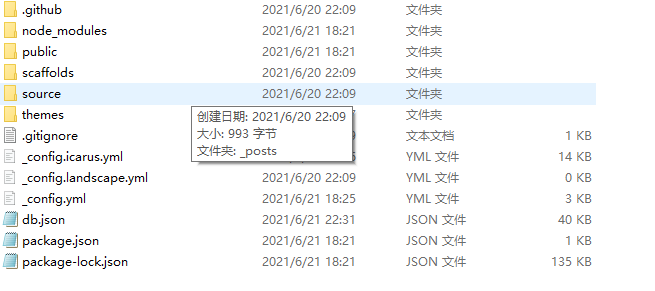 .github 2021/6/20 22:09 文件夹
node_modules 2021/6/21 18:21 文件夹
public 2021/6/21 18:21 文件夹
scaffolds 2021/6/20 22:09 文件夹
source 2021/6/20 22:09 文件夹
themes 文件夹
创建日期: 2021/6/20 22:09
大小: 993 字节
文件夹: _posts
.gitignore 文本文档 1 KB
_config.icarus.yml YML 文件 14 KB
_config.landscape.yml 2021/6/20 22:09 YML 文件 0 KB
_config.yml 2021/6/21 18:25 YML 文件 3 KB
db.json 2021/6/21 22:31 JSON 文件 40 KB
package.json 2021/6/21 18:21 JSON 文件 1 KB
package-lock.json 2021/6/21 18:21 JSON 文件 135 KB